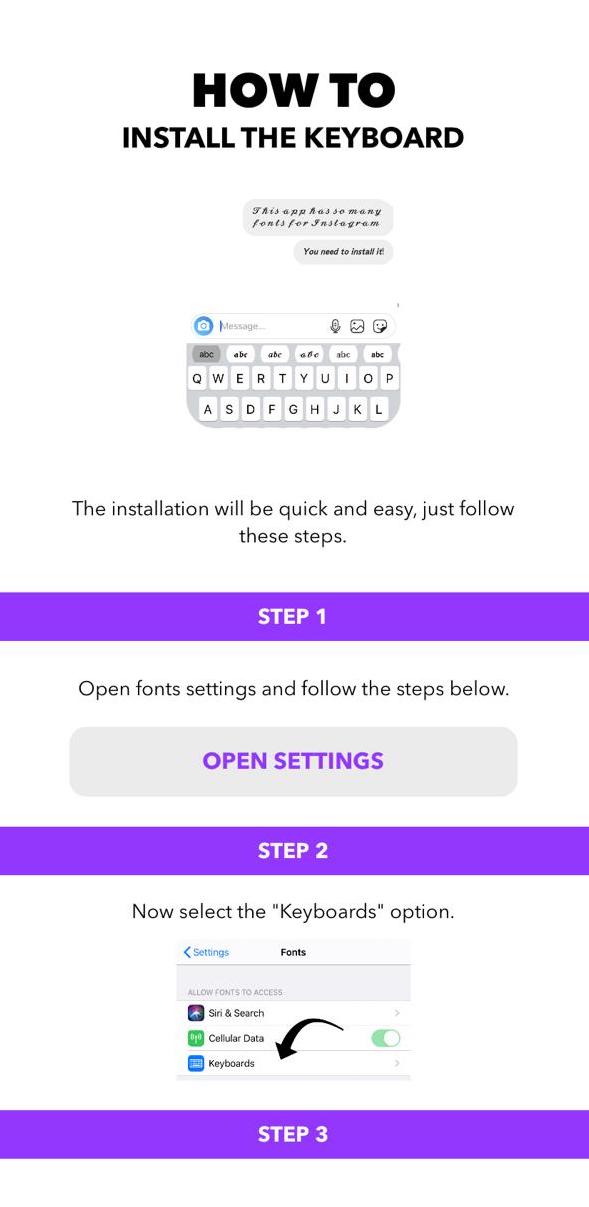 HOW TO
INSTALL THE KEYBOARD
This app has so many
fonts for Instagram
You need to install it!
Message...
abc abc abc abc abc abc
Q W E R T Y U I O P
A S D F G H J K L
The installation will be quick and easy, just follow
these steps.
STEP 1
Open fonts settings and follow the steps below.
OPEN SETTINGS
STEP 2
Now select the "Keyboards" option.
Settings Fonts
ALLOW FONTS TO ACCESS
Siri & Search
Cellular Data
Keyboards
STEP 3